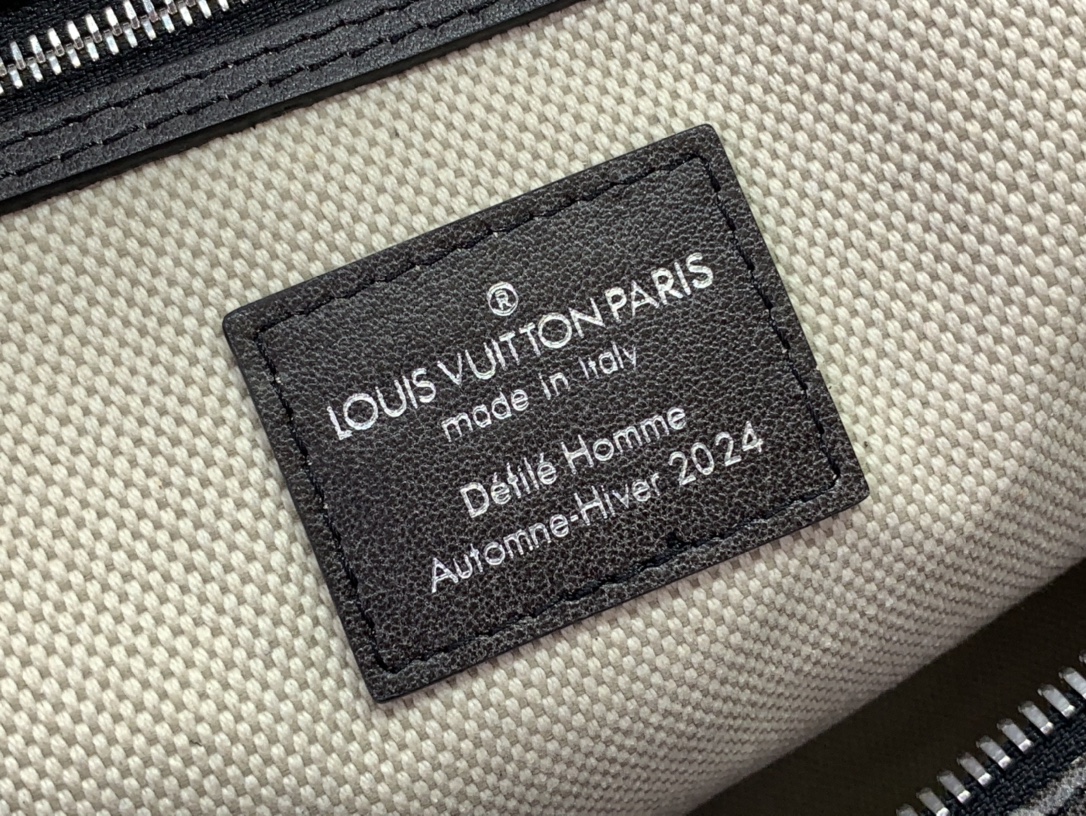 ®
LOUIS VUITTON PARIS
made in Italy
Défilé Homme
Automne-Hiver 2024